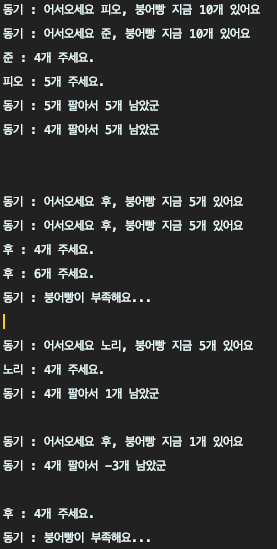 동기 : 어서오세요 피오, 붕어빵 지금 10개 있어요
동기 : 어서오세요 준, 붕어빵 지금 10개 있어요
준 : 4개 주세요.
피오 : 5개 주세요.
동기 : 5개 팔아서 5개 남았군
동기 : 4개 팔아서 5개 남았군
동기 : 어서오세요 후, 붕어빵 지금 5개 있어요
동기 : 어서오세요 후, 붕어빵 지금 5개 있어요
후 : 4개 주세요.
후 : 6개 주세요.
동기 : 붕어빵이 부족해요...
동기 : 어서오세요 노리, 붕어빵 지금 5개 있어요
노리 : 4개 주세요.
동기 : 4개 팔아서 1개 남았군
동기 : 어서오세요 후, 붕어빵 지금 1개 있어요
동기 : 4개 팔아서 -3개 남았군
후 : 4개 주세요.
동기 : 붕어빵이 부족해요...